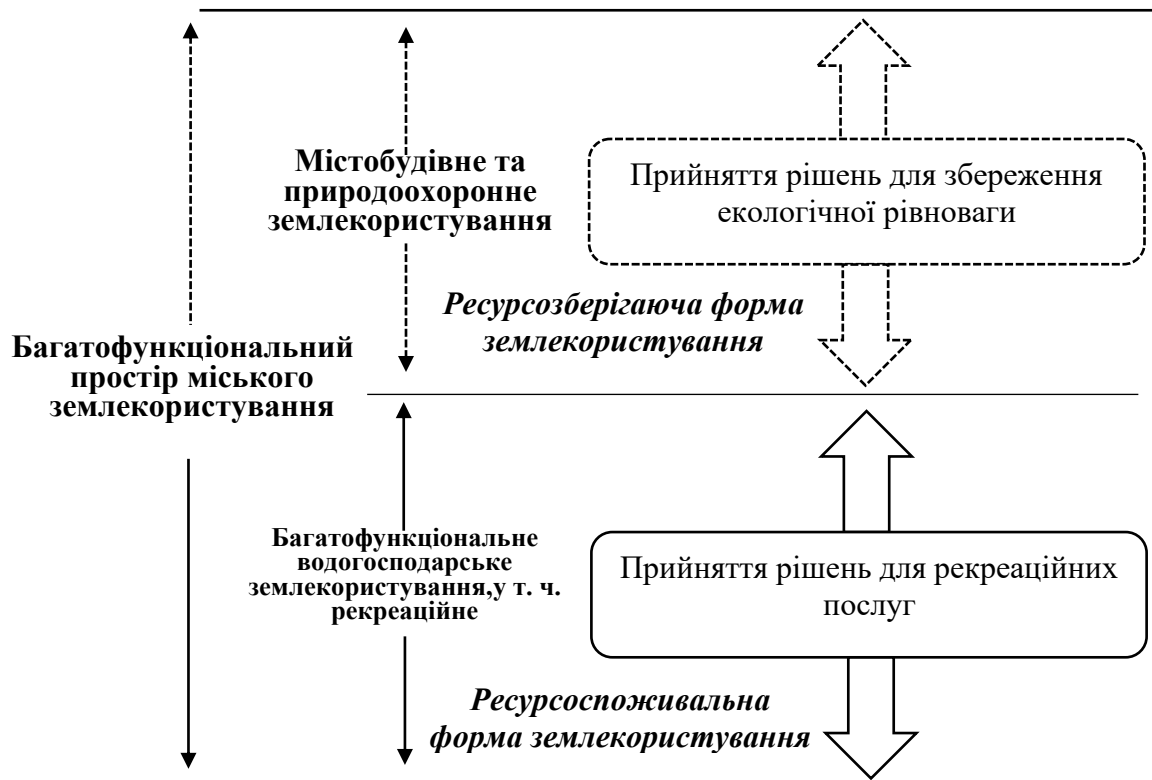 Містобудівне та
природоохоронне
землекористування
Прийняття рішень для збереження
екологічної рівноваги
Ресурсозберігаюча форма
землекористування
Багатофункціональний
простір міського
землекористування
Багатофункціональне
водогосподарське
землекористування,у т. ч.
рекреаційне
Прийняття рішень для рекреаційних
послуг
Ресурсоспоживальна
форма землекористування